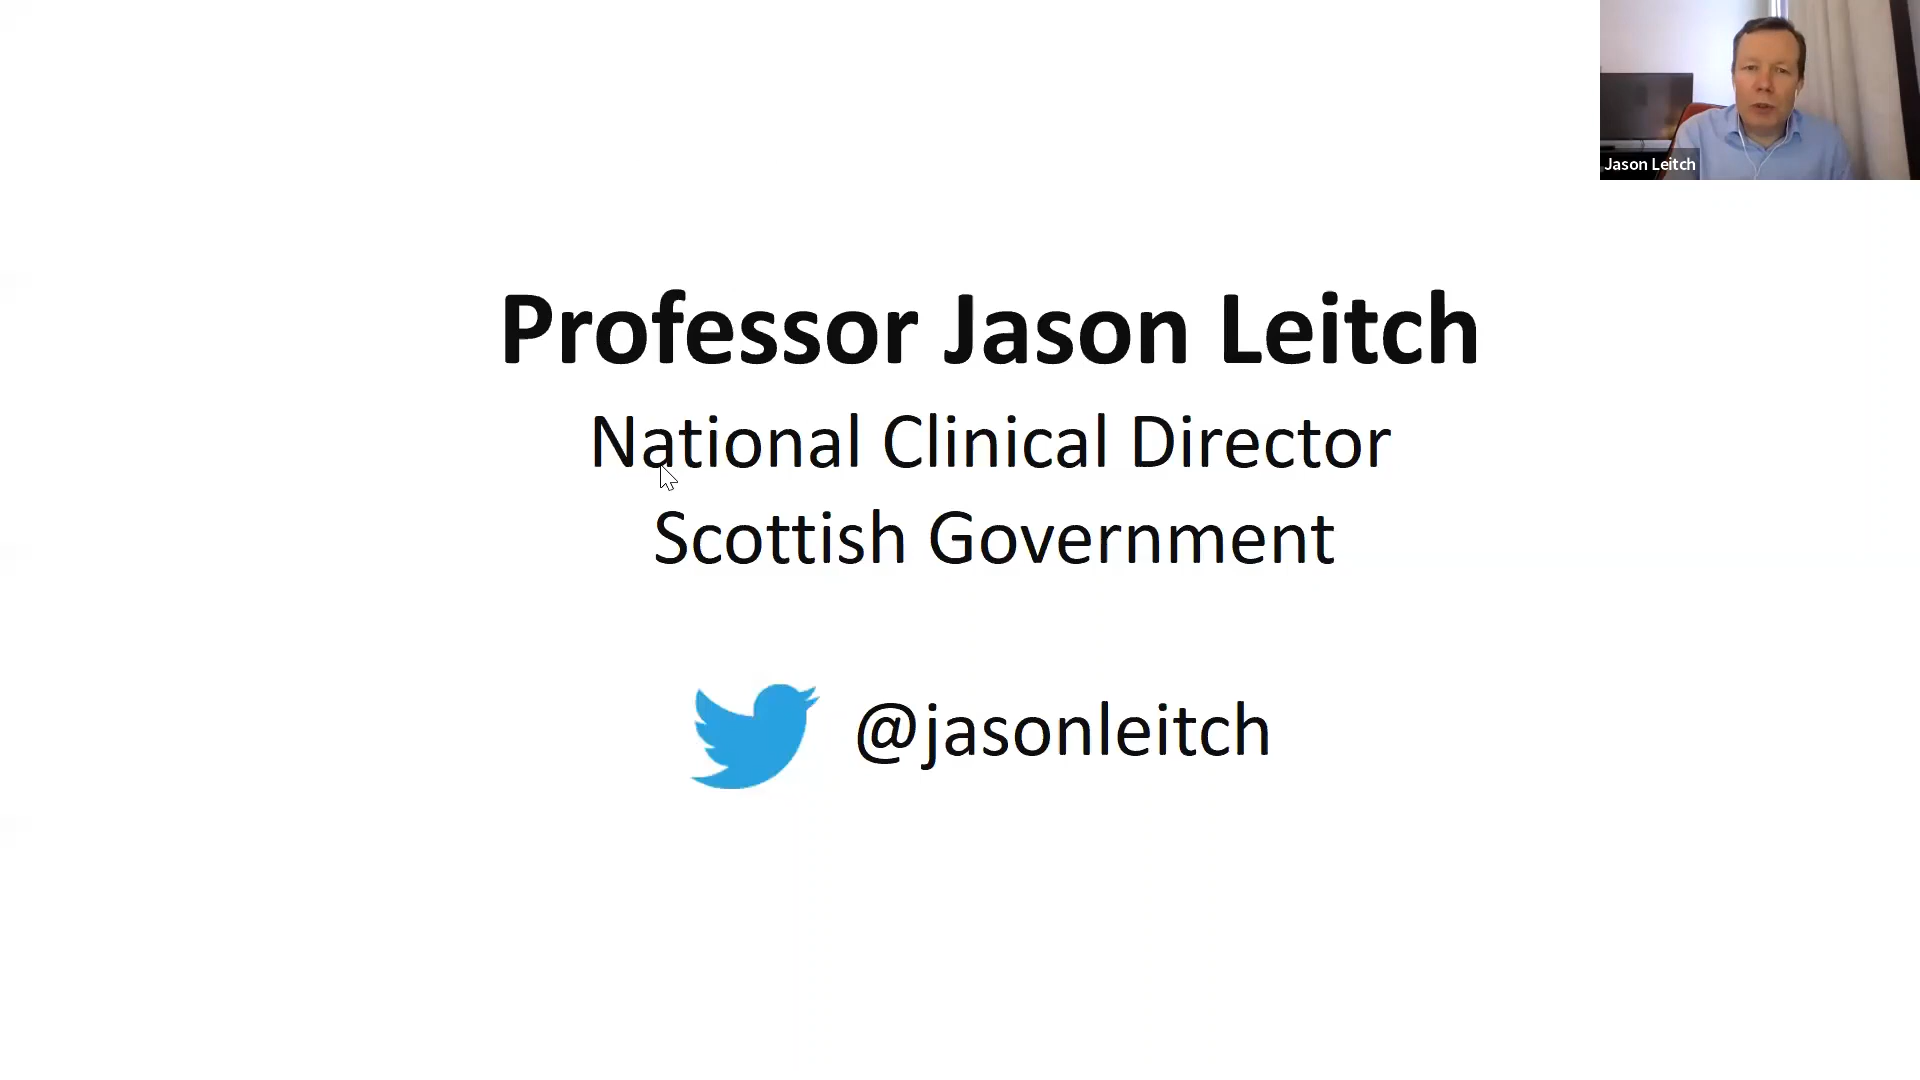 Professor Jason Leitch
National Clinical Director
Scottish Government
@jasonleitch
Jason Leitch